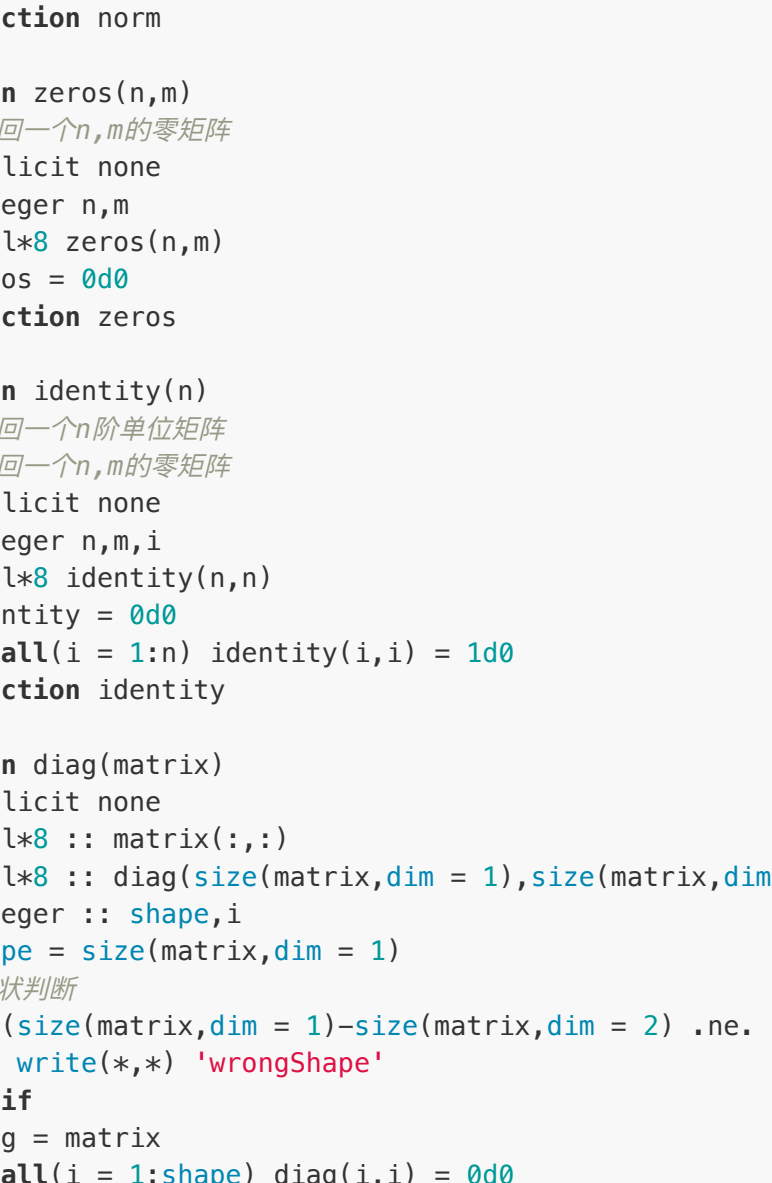 ction norm
n zeros(n,m)
回一个n,m的零矩阵
licit none
eger n,m
l*8 zeros(n,m)
os = 0d0
ction zeros
n identity(n)
回一个n阶单位矩阵
回一个n,m的零矩阵
licit none
eger n,m,i
l*8 identity(n,n)
ntity = 0d0
all(i = 1:n) identity(i,i) = 1d0
ction identity
n diag(matrix)
licit none
l*8 :: matrix(:,:)
l*8 :: diag(size(matrix,dim = 1),size(matrix,dim
eger :: shape,i
pe = size(matrix,dim = 1)
状判断
(size(matrix,dim = 1)-size(matrix,dim = 2) .ne.
write(*,*) 'wrongShape'
if
g = matrix
all(i = 1:shape) diag(i,i) = 0d0